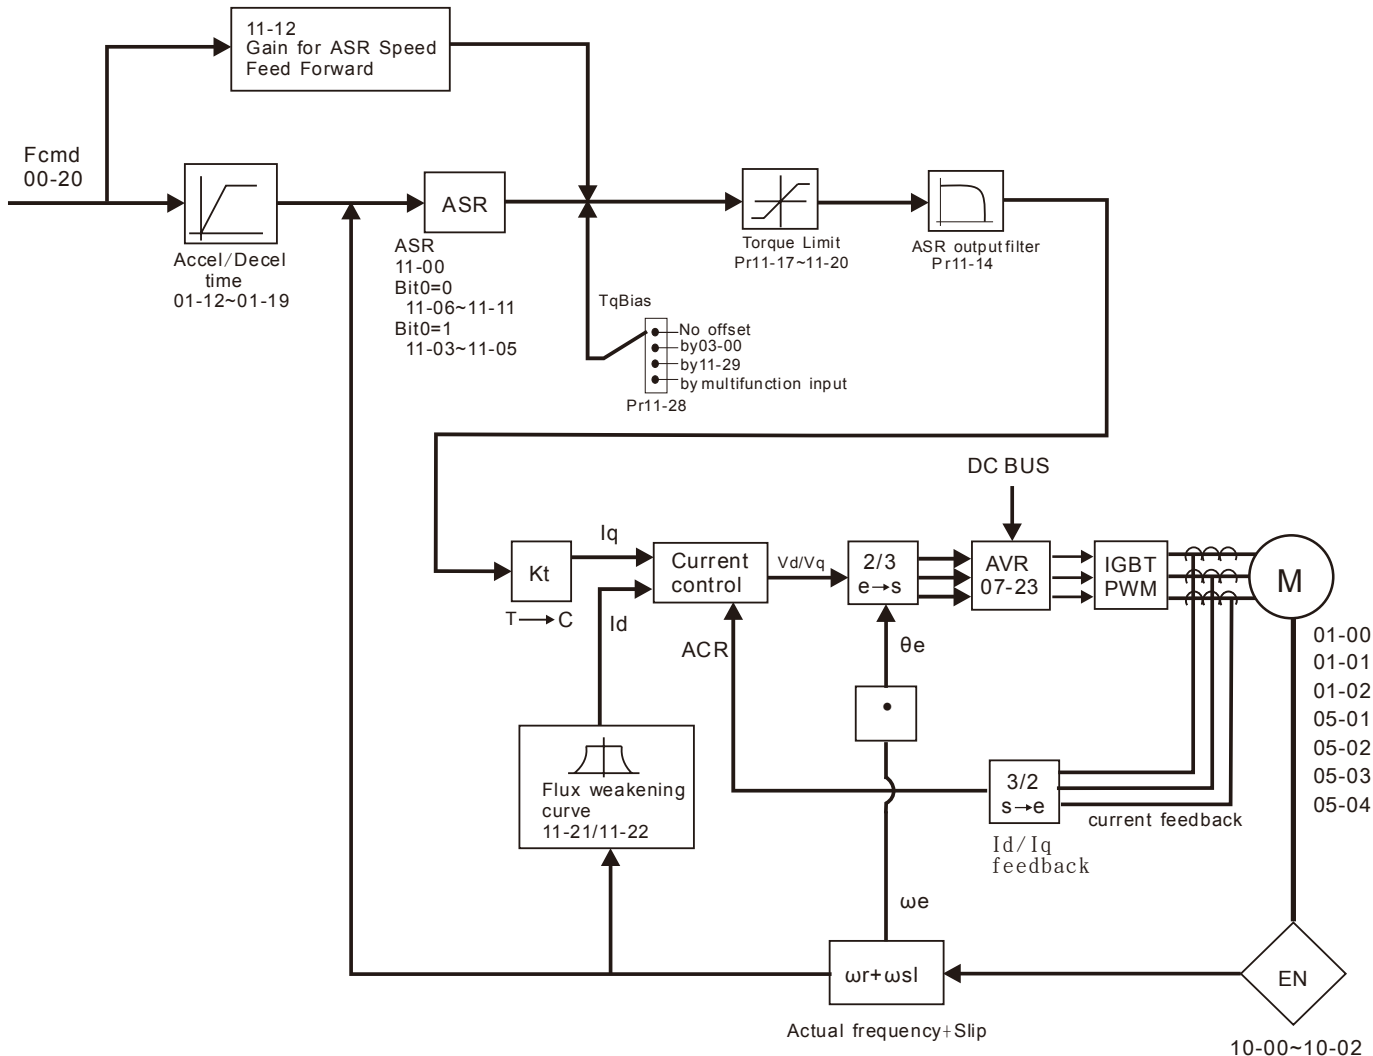 11-12
Gain for ASR Speed
Feed Forward
Fcmd
00-20
Accel/Decel
time
01-12~01-19
ASR
ASR
11-00
Bit0=0
11-06~11-11
Bit0=1
11-03~11-05
TqBias
No offset
by03-00
by11-29
by multifunction input
Pr11-28
Torque Limit
Pr11-17~11-20
ASR output filter
Pr11-14
DC BUS
Kt
T→C
Iq
Id
Current
control
ACR
Vd/Vq
2/3
e→s
θe
AVR
07-23
IGBT
PWM
M
01-00
01-01
01-02
05-01
05-02
05-03
05-04
Flux weakening
curve
11-21/11-22
3/2
s→e
current feedback
Id/Iq
feedback
ωe
ωr+ωsl
Actual frequency+Slip
EN
10-00~10-02